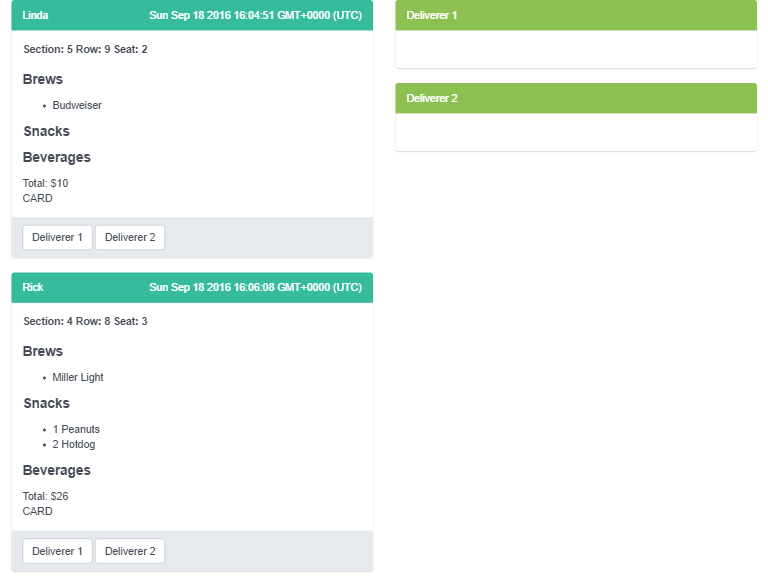 Linda Sun Sep 18 2016 16:04:51 GMT+0000 (UTC)
Section: 5 Row: 9 Seat: 2
Brews
• Budweiser
Snacks
Beverages
Total: $10
CARD
Deliverer 1 Deliverer 2
Rick Sun Sep 18 2016 16:06:08 GMT+0000 (UTC)
Section: 4 Row: 8 Seat: 3
Brews
• Miller Light
Snacks
• 1 Peanuts
• 2 Hotdog
Beverages
Total: $26
CARD
Deliverer 1 Deliverer 2
Deliverer 1
Deliverer 2